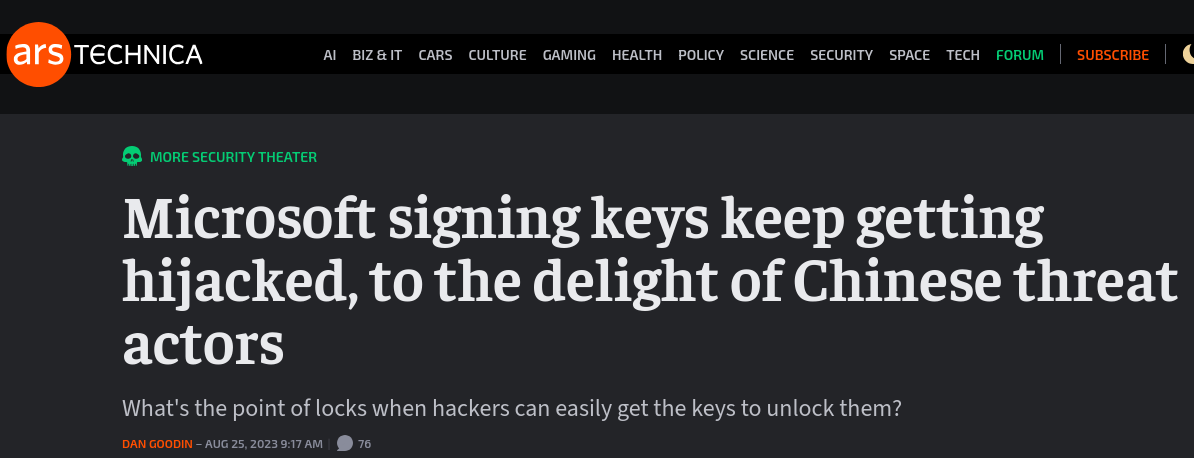 ars TECHNICA AI BIZ & IT CARS CULTURE GAMING HEALTH POLICY SCIENCE SECURITY SPACE TECH FORUM SUBSCRIBE
MORE SECURITY THEATER
Microsoft signing keys keep getting
hijacked, to the delight of Chinese threat
actors
What's the point of locks when hackers can easily get the keys to unlock them?
DAN GOODIN – AUG 25, 2023 9:17 AM | 76